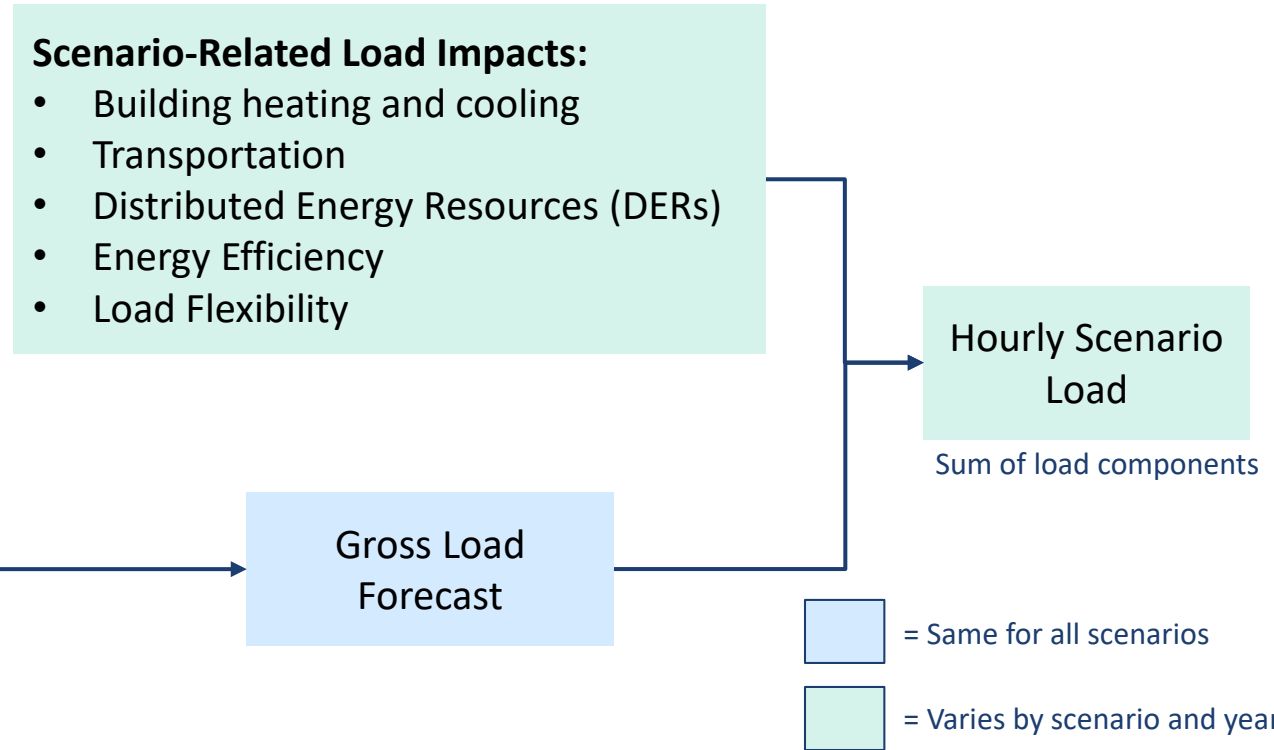 Scenario-Related Load Impacts:
• Building heating and cooling
• Transportation
• Distributed Energy Resources (DERs)
• Energy Efficiency
• Load Flexibility
Hourly Scenario
Load
Sum of load components
Gross Load
Forecast
= Same for all scenarios
= Varies by scenario and year